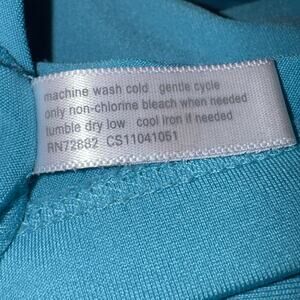 machine wash cold gentle cycle
only non-chlorine bleach when needed
tumble dry low cool iron if needed
RN72882 CS11041061